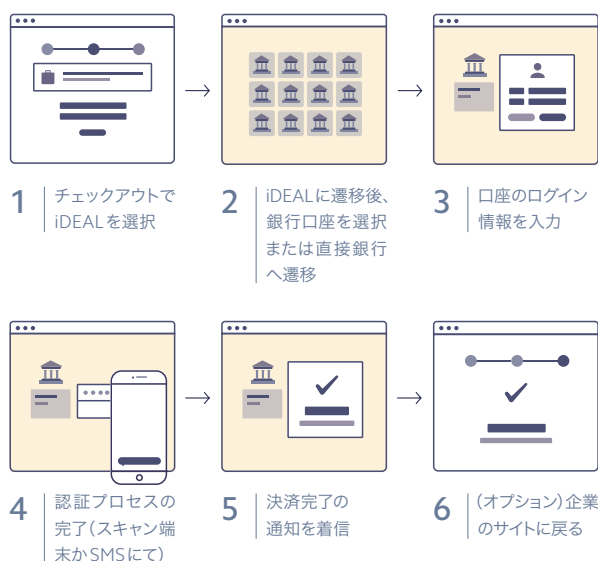 1
チェックアウトで
iDEALを選択
2
iDEALに遷移後、
銀行口座を選択
または直接銀行
へ遷移
3
口座のログイン
情報を入力
4
認証プロセスの
完了(スキャン端
末かSMSにて)
5
決済完了の
通知を着信
6
(オプション)企業
のサイトに戻る